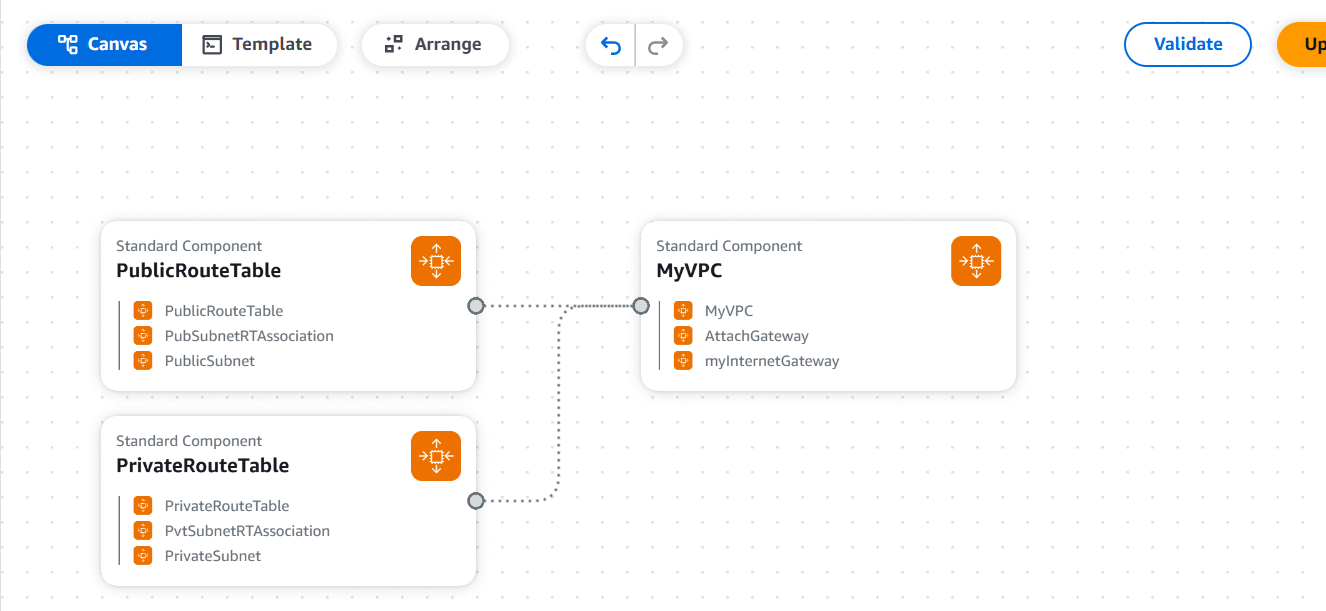 Canvas
Template
Arrange
Validate
Up
Standard Component
PublicRouteTable
PublicRouteTable
PubSubnetRTAssociation
PublicSubnet
Standard Component
MyVPC
MyVPC
AttachGateway
myInternetGateway
Standard Component
PrivateRouteTable
PrivateRouteTable
PvtSubnetRTAssociation
PrivateSubnet